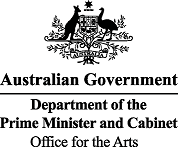 Australian Government
Department of the
Prime Minister and Cabinet
Office for the Arts